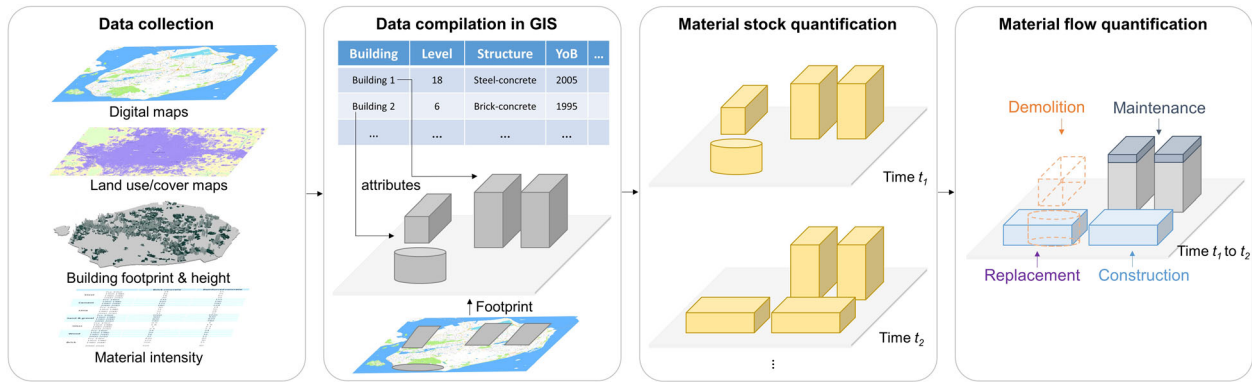 Data collection
Digital maps
Land use/cover maps
Building footprint & height
Material intensity
Data compilation in GIS
Building Level Structure YoB ...
Building 1 18 Steel-concrete 2005
Building 2 6 Brick-concrete 1995
... ... ... ...
attributes
Footprint
Material stock quantification
Time t1
Time t2
⋮
Material flow quantification
Demolition Maintenance
Time t1 to t2
Replacement Construction